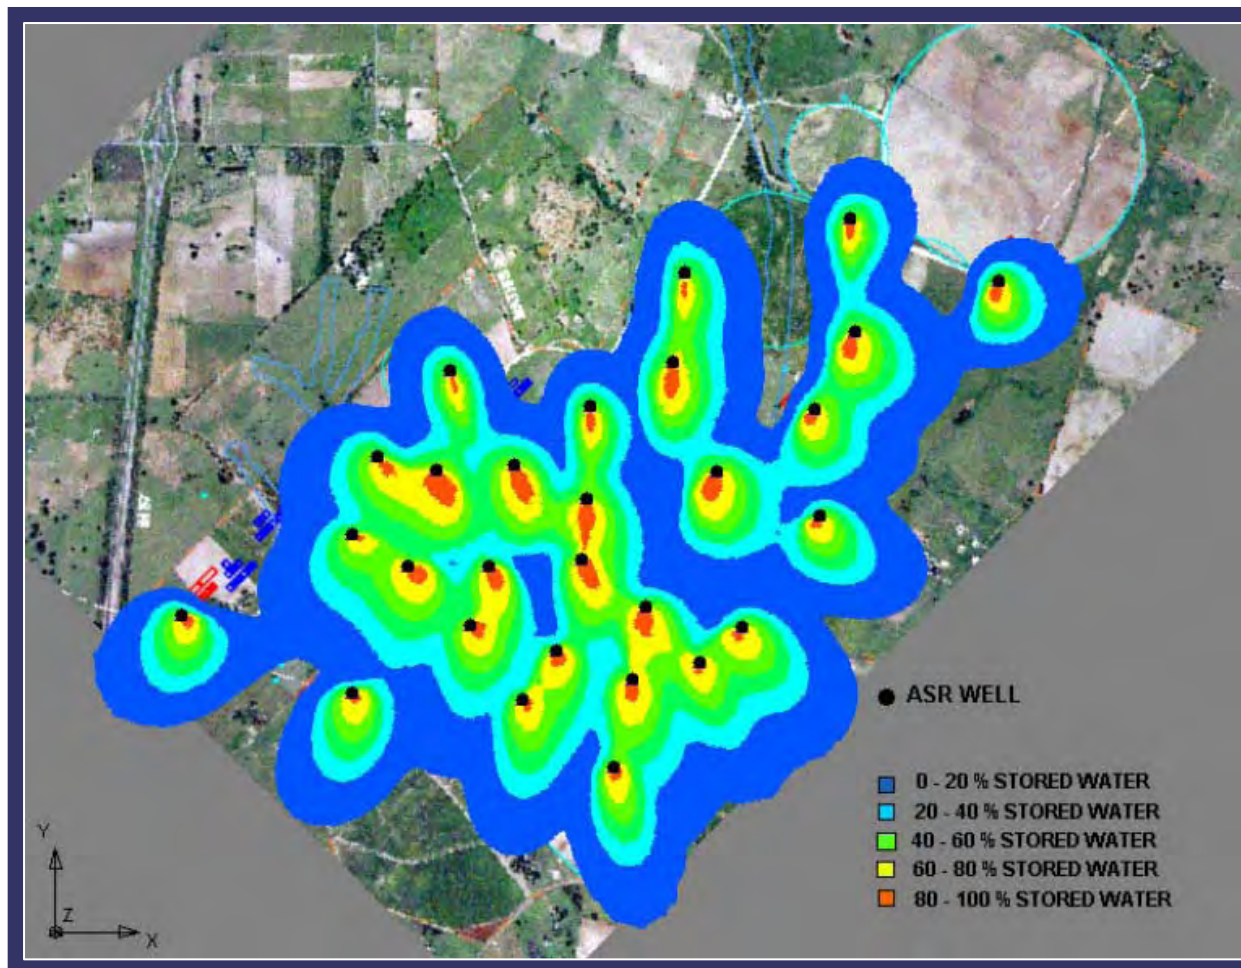 ASR WELL
0 - 20 % STORED WATER
20 - 40 % STORED WATER
40 - 60 % STORED WATER
60 - 80 % STORED WATER
80 - 100 % STORED WATER
Y
Z
X